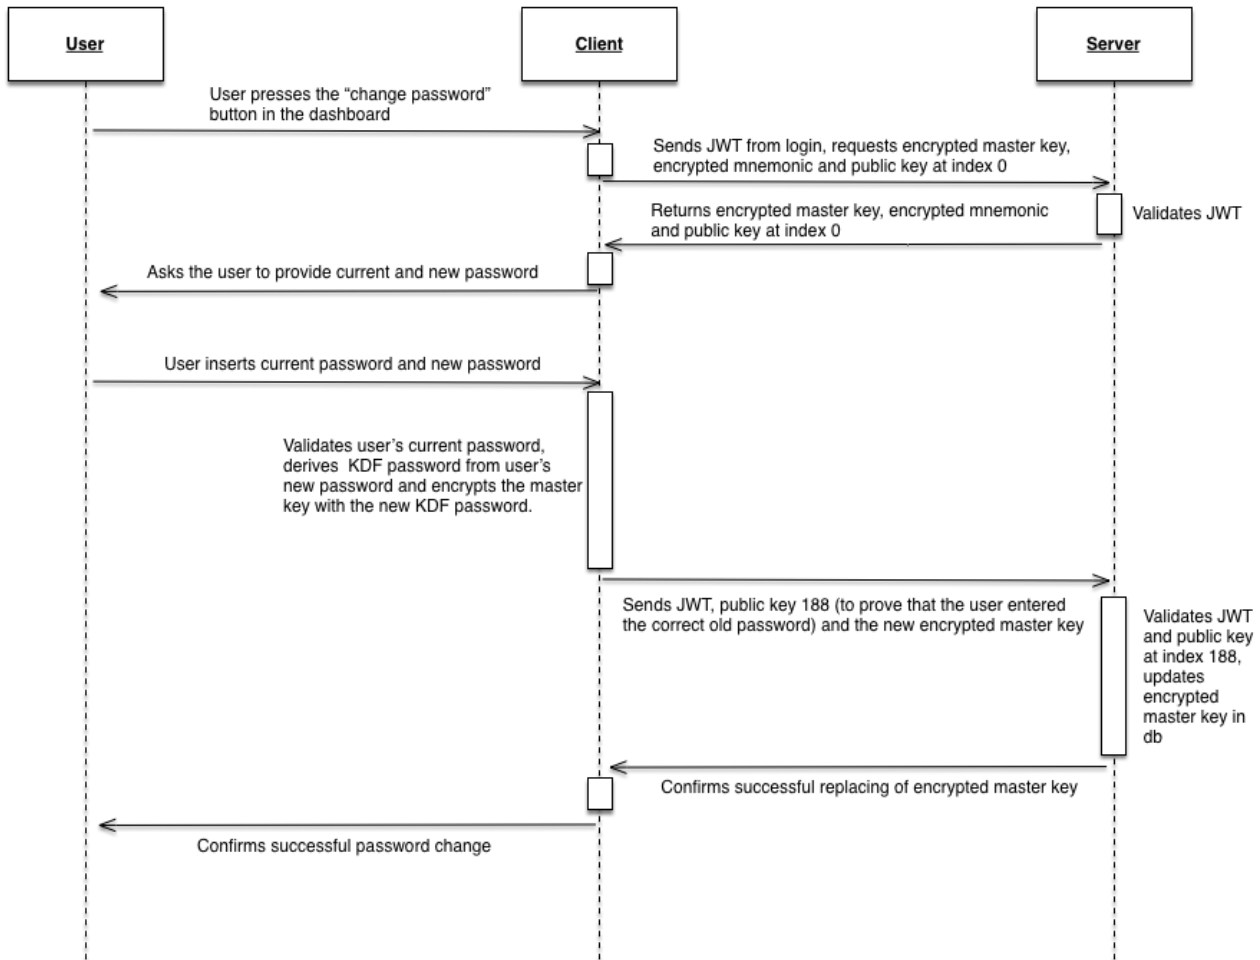 User
Client
Server
User presses the “change password”
button in the dashboard
Sends JWT from login, requests encrypted master key,
encrypted mnemonic and public key at index 0
Validates JWT
Returns encrypted master key, encrypted mnemonic
and public key at index 0
Asks the user to provide current and new password
User inserts current password and new password
Validates user’s current password,
derives  KDF password from user’s
new password and encrypts the master
key with the new KDF password.
Sends JWT, public key 188 (to prove that the user entered
the correct old password) and the new encrypted master key
Validates JWT
and public key
at index 188,
updates
encrypted
master key in
db
Confirms successful replacing of encrypted master key
Confirms successful password change